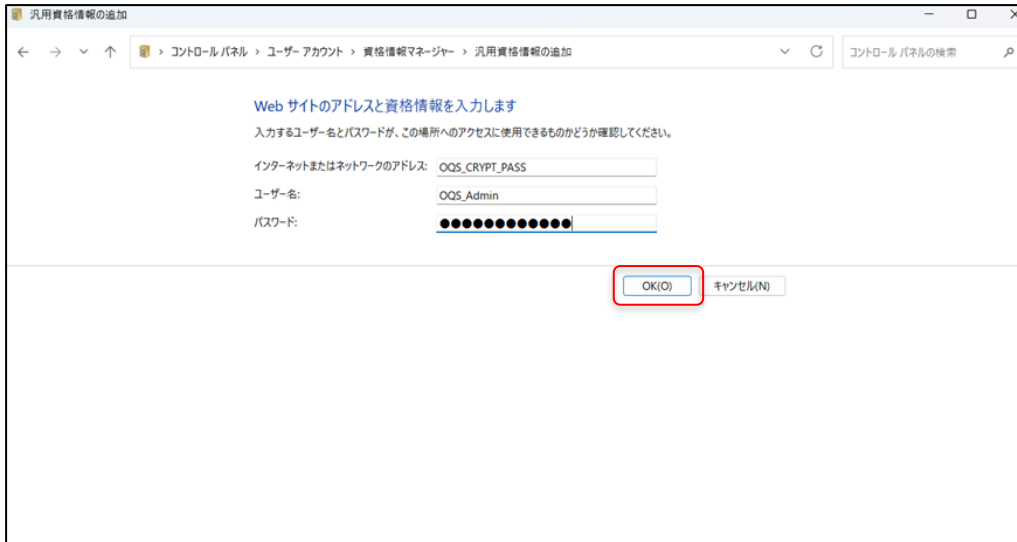 汎用資格情報の追加
コントロール パネル › ユーザー アカウント › 資格情報マネージャー › 汎用資格情報の追加
コントロール パネルの検索
Web サイトのアドレスと資格情報を入力します
入力するユーザー名とパスワードが、この場所へのアクセスに使用できるものかどうか確認してください。
インターネットまたはネットワークのアドレス: OQS_CRYPT_PASS
ユーザー名: OQS_Admin
パスワード: ●●●●●●●●●●●●
OK(O) キャンセル(N)